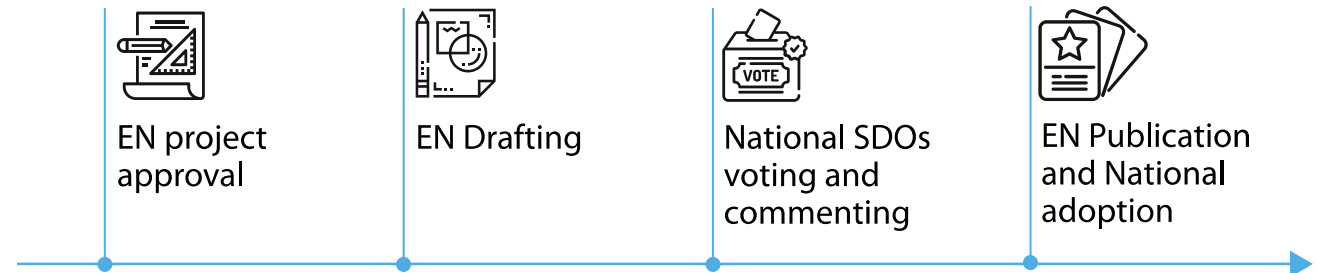 EN project
approval
EN Drafting
VOTE
National SDOs
voting and
commenting
EN Publication
and National
adoption